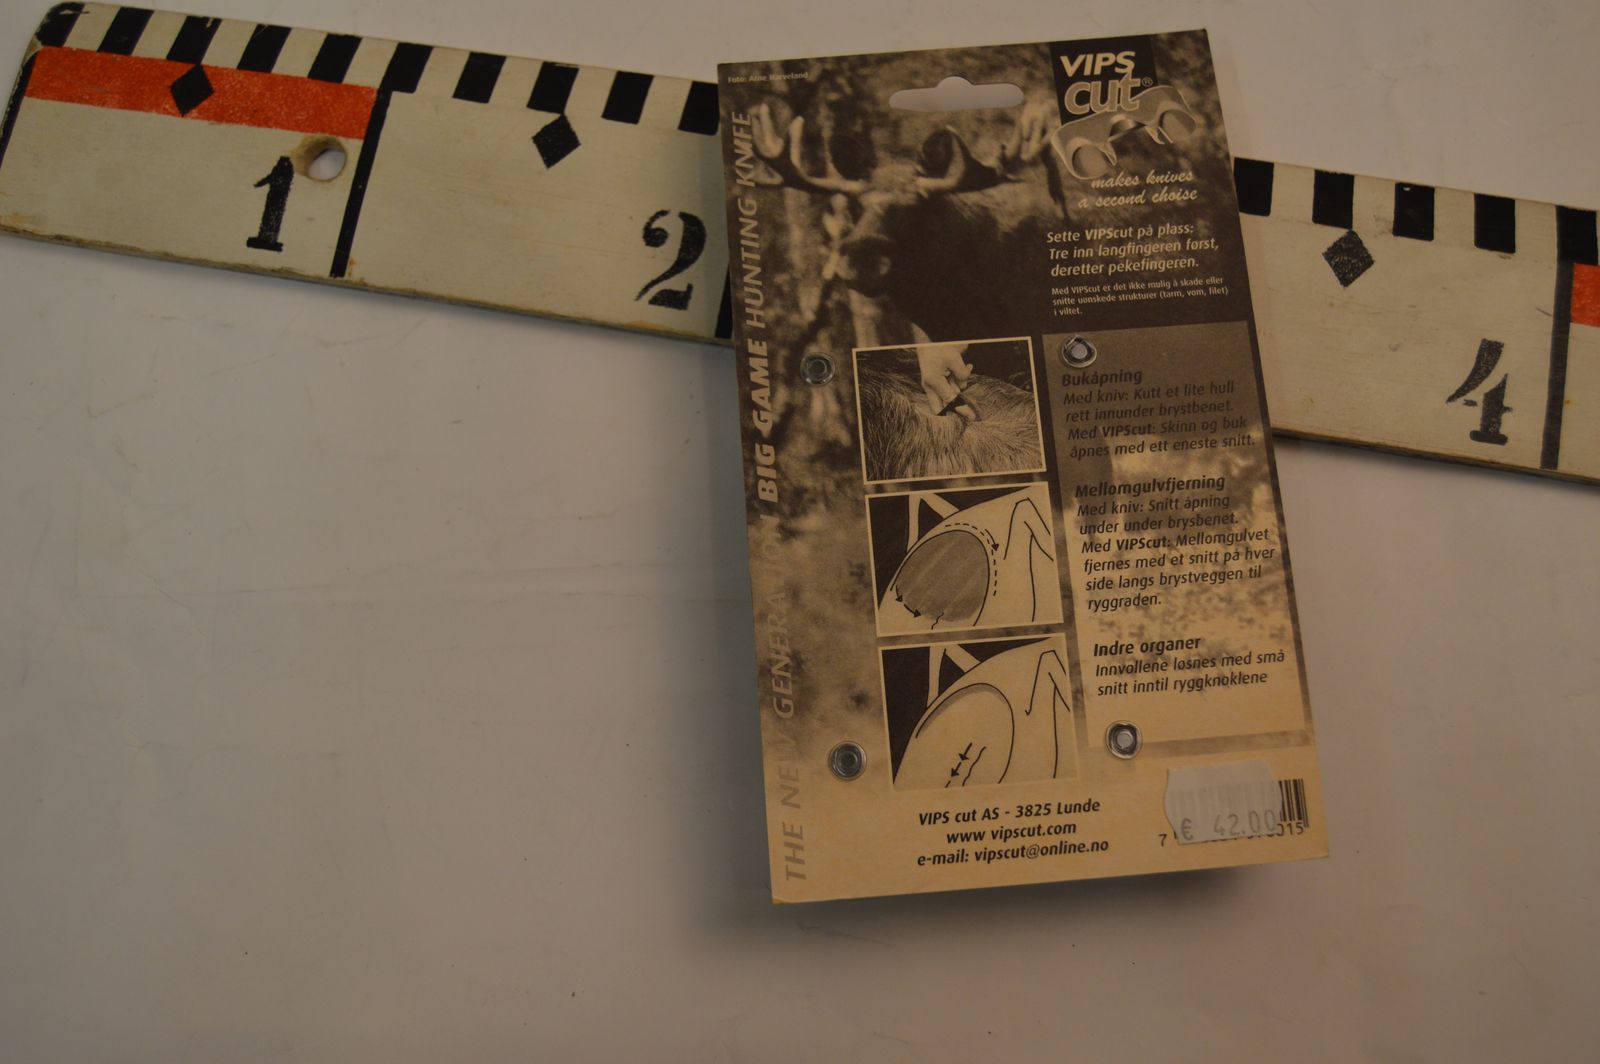 1
2
4
Foto: Arne Harveland
VIPS
cut®
makes knives
a second choise
THE NEW GENERATION BIG GAME HUNTING KNIFE
Sette VIPScut på plass:
Tre inn langfingeren først,
deretter pekefingeren.
Med VIPScut er det ikke mulig å skade eller
snitte uønskede strukturer (tarm, vom, filet)
i viltet.
Bukåpning
Med kniv: Kutt et lite hull
rett innunder brystbenet.
Med VIPScut: Skinn og buk
åpnes med ett eneste snitt.
Mellomgulvfjerning
Med kniv: Snitt åpning
under under brysbenet.
Med VIPScut: Mellomgulvet
fjernes med et snitt på hver
side langs brystveggen til
ryggraden.
Indre organer
Innvollene løsnes med små
snitt inntil ryggknoklene
VIPS cut AS - 3825 Lunde
www vipscut.com
e-mail: vipscut@online.no
€ 42.00
7